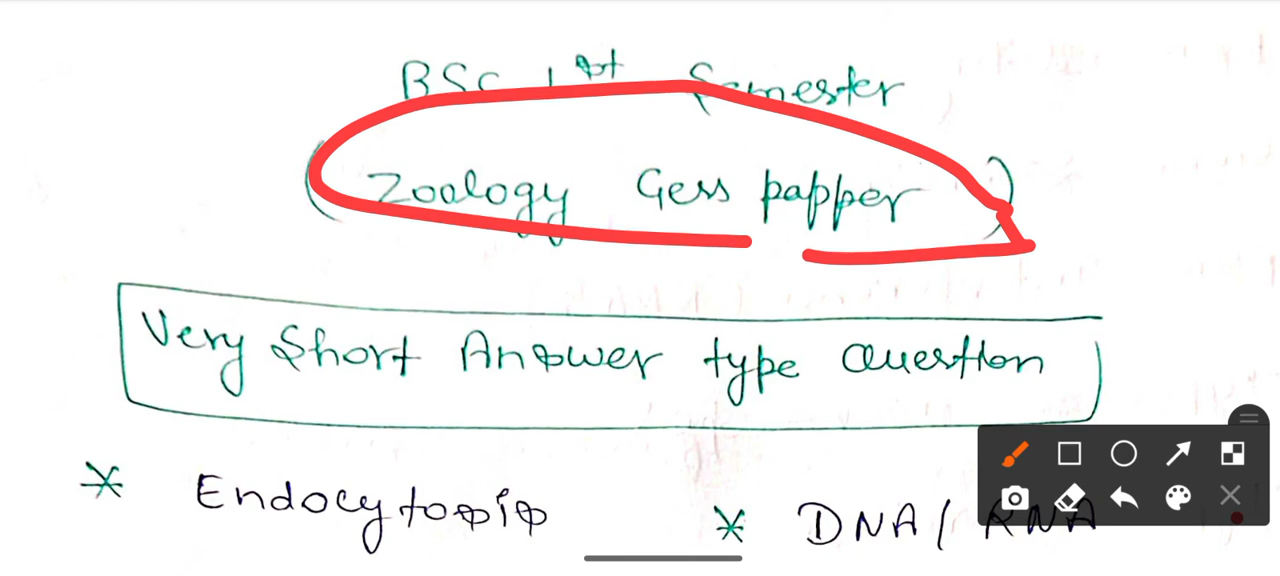 BSc 1st Semester
( Zoology Gess papper )
Very Short Answer type Question
* Endocytosis * DNA / RNA